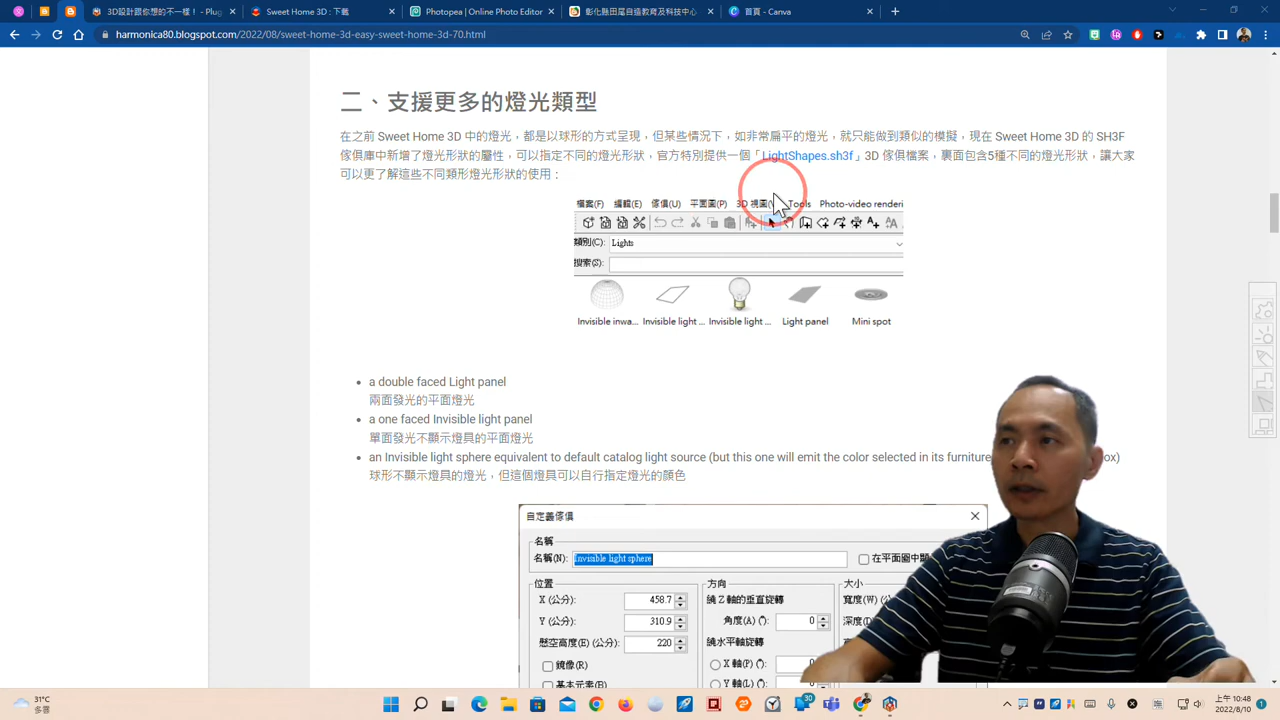 3D設計跟你想的不一樣！ - Plug
Sweet Home 3D : 下載
Photopea | Online Photo Editor
彰化縣田尾自造教育及科技中心
首頁 - Canva
harmonica80.blogspot.com/2022/08/sweet-home-3d-easy-sweet-home-3d-70.html
二、支援更多的燈光類型
在之前 Sweet Home 3D 中的燈光，都是以球形的方式呈現，但某些情況下，如非常扁平的燈光，就只能做到類似的模擬，現在 Sweet Home 3D 的 SH3F
傢俱庫中新增了燈光形狀的屬性，可以指定不同的燈光形狀，官方特別提供一個「LightShapes.sh3f」3D 傢俱檔案，裏面包含5種不同的燈光形狀，讓大家
可以更了解這些不同類形燈光形狀的使用：
檔案(F) 編輯(E) 傢俱(U) 平面圖(P) 3D 視圖(V) Tools Photo-video renderi
類別(C): Lights
搜索(S):
Invisible inwa... Invisible light ... Invisible light ... Light panel Mini spot
a double faced Light panel
兩面發光的平面燈光
a one faced Invisible light panel
單面發光不顯示燈具的平面燈光
an Invisible light sphere equivalent to default catalog light source (but this one will emit the color selected in its furniture ox)
球形不顯示燈具的燈光，但這個燈具可以自行指定燈光的顏色
自定義傢俱
名稱
名稱(N): Invisible light sphere 在平面圖中顯
位置 方向 大小
X (公分): 458.7 繞 Z 軸的垂直旋轉 寬度(W) (公
Y (公分): 310.9 角度(A) (°): 0 深度(D)
懸空高度(E) (公分): 220 繞水平軸旋轉
鏡像(R) X 軸(P) (°):
基本元素(B) Y 軸(L) (°):
31°C
多雲
30
上午 10:48
2022/8/10